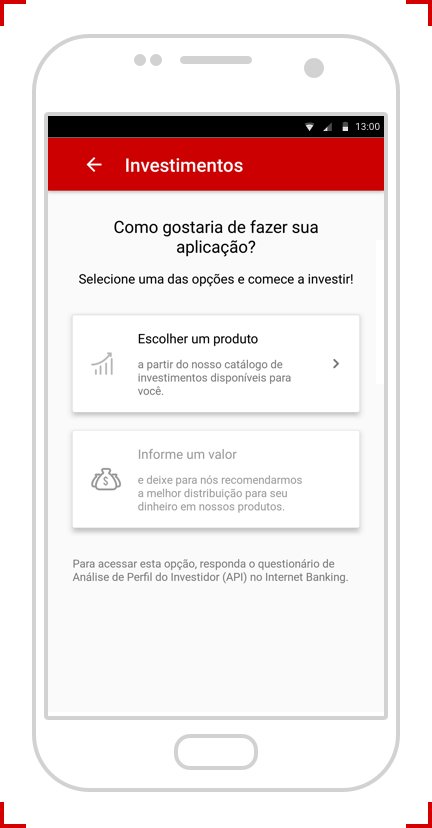 13:00
Investimentos
Como gostaria de fazer sua
aplicação?
Selecione uma das opções e comece a investir!
Escolher um produto
a partir do nosso catálogo de
investimentos disponíveis para
você.
Informe um valor
e deixe para nós recomendarmos
a melhor distribuição para seu
dinheiro em nossos produtos.
Para acessar esta opção, responda o questionário de
Análise de Perfil do Investidor (API) no Internet Banking.